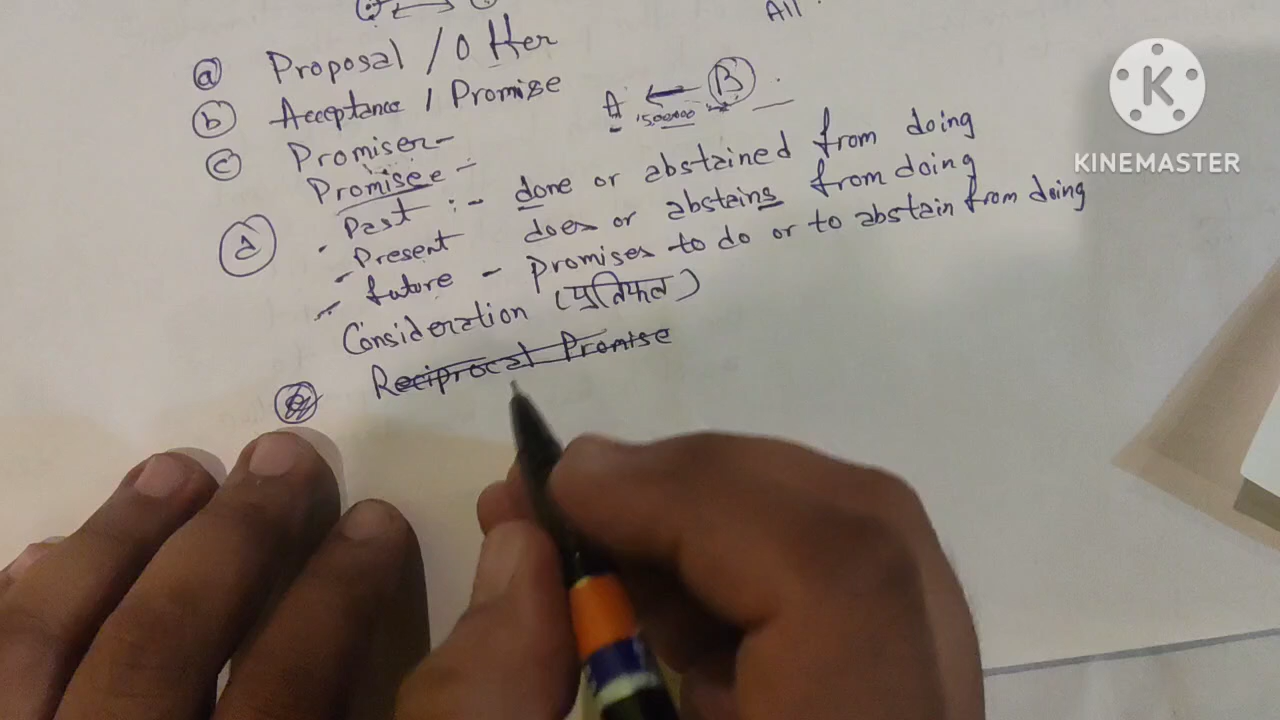 All
ⓐ Proposal / Offer
ⓑ Acceptance / Promise
A ← Ⓑ
1500000
ⓒ Promiser -
Promisee -
ⓓ - Past :- done or abstained from doing
- Present does or abstains from doing
- future - promises to do or to abstain from doing
Consideration (प्रतिफल)
Reciprocal Promise
KINEMASTER